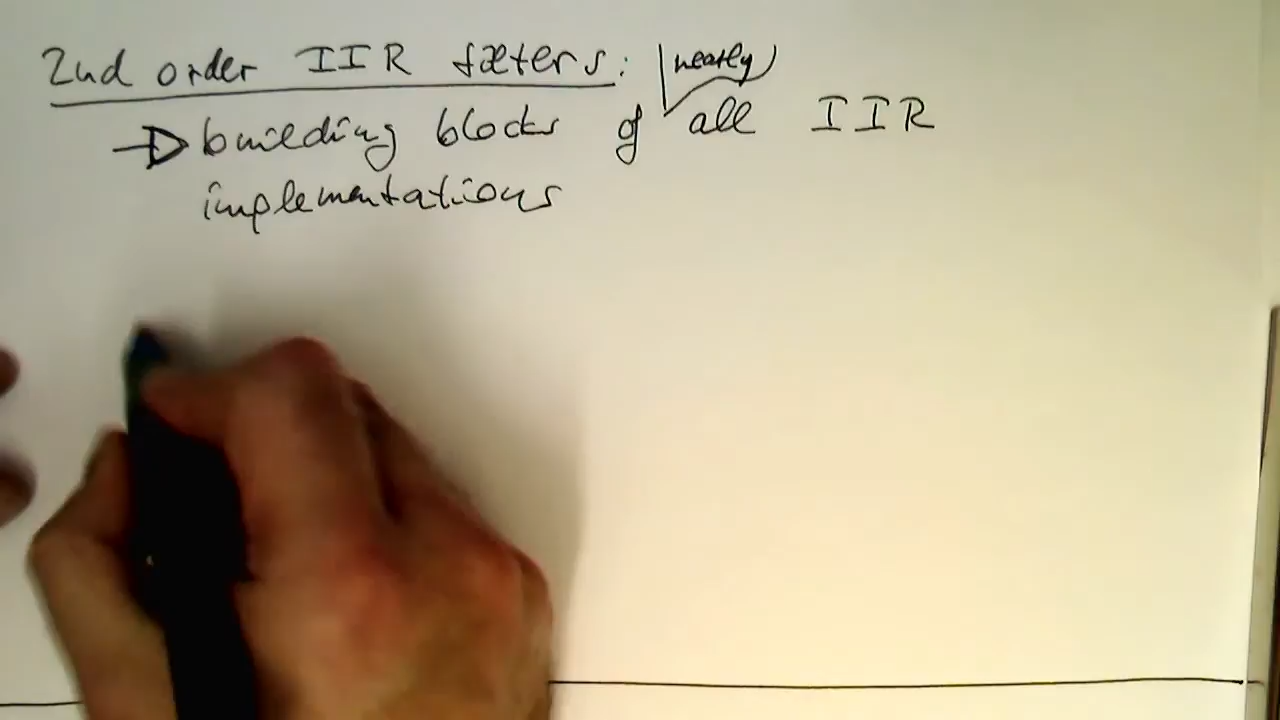 2nd order IIR filters:
building blocks of (nearly) all IIR
implementations